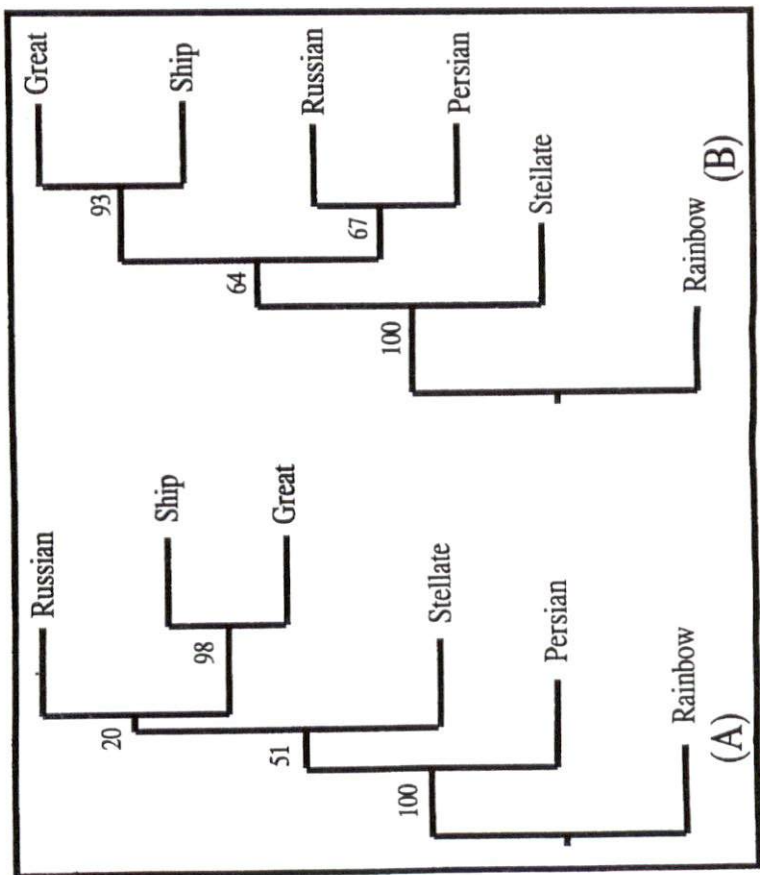 Great
Ship
93
Russian
Persian
67
64
Stellate
100
Rainbow
(B)
Russian
Ship
Great
98
20
Stellate
51
Persian
100
Rainbow
(A)